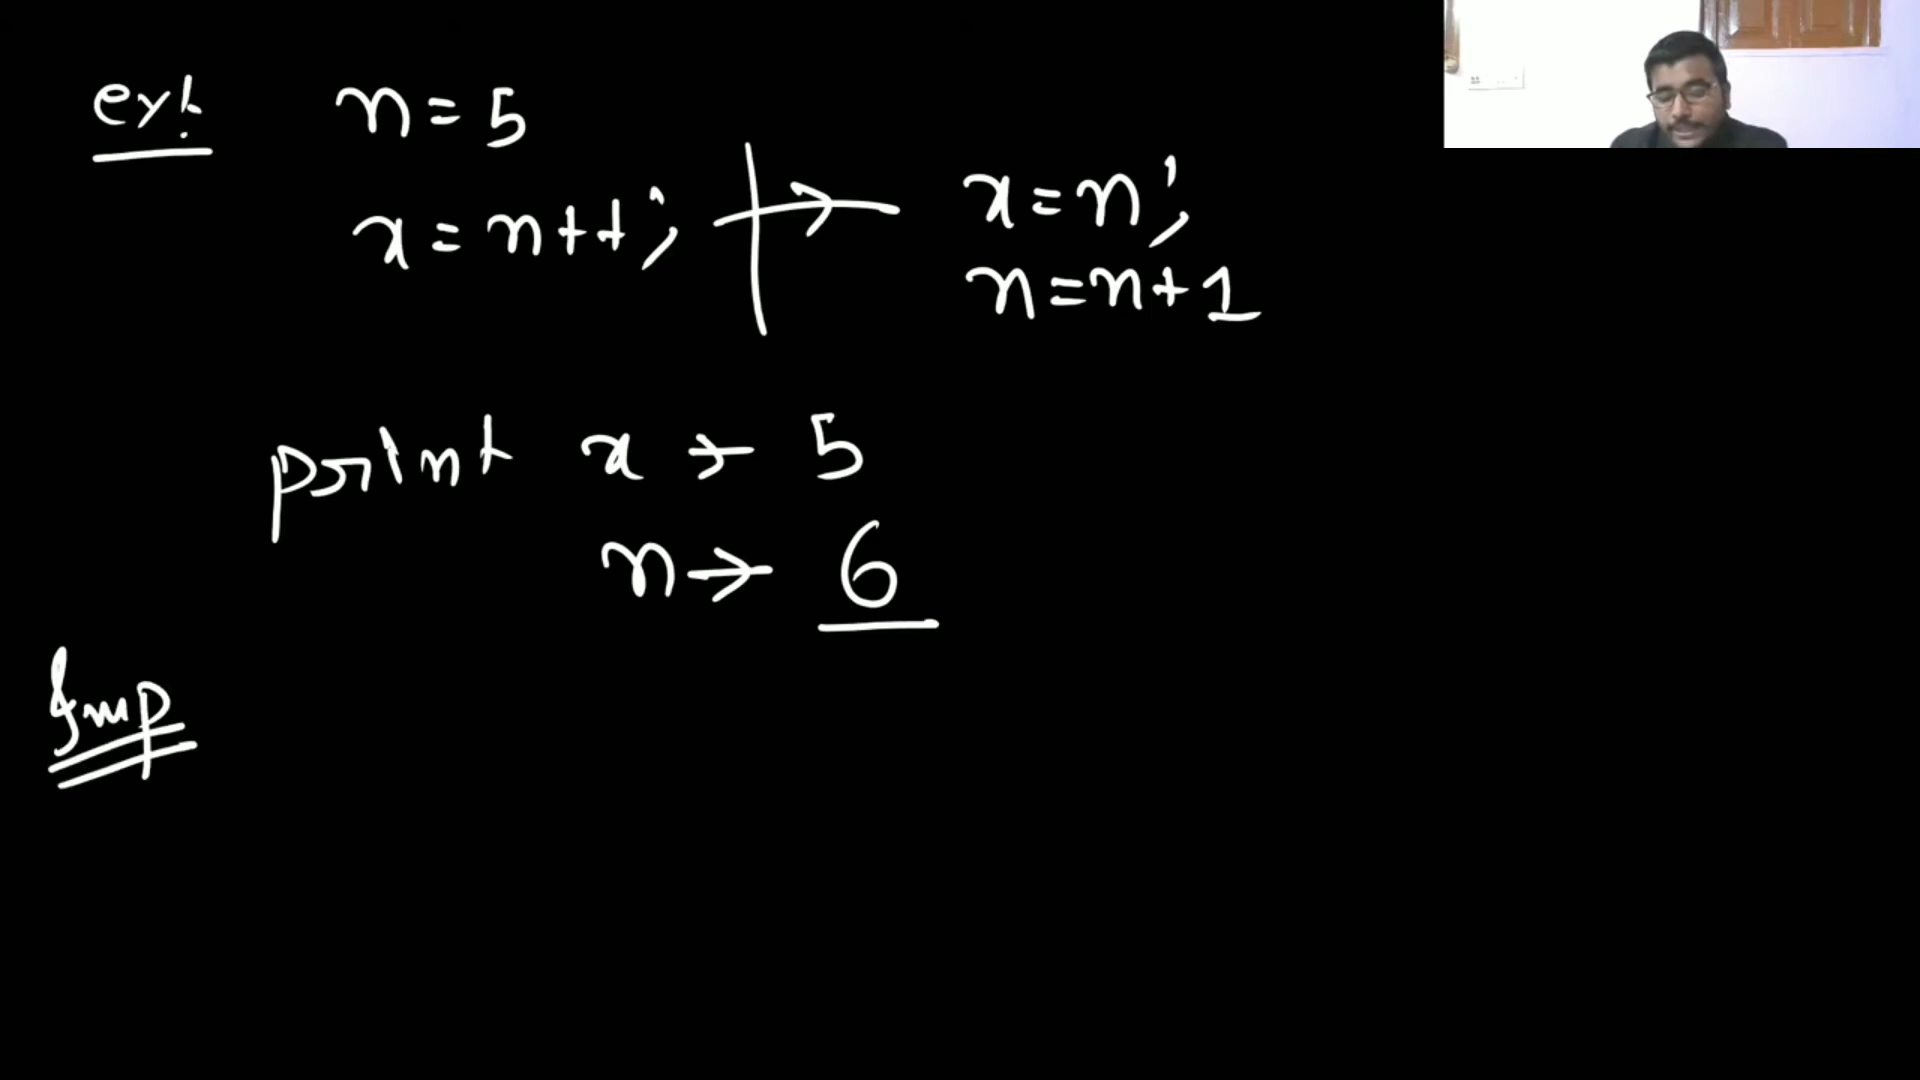 ex:
n = 5
x = n++;
x = n;
n = n + 1
print x → 5
n → 6
Imp